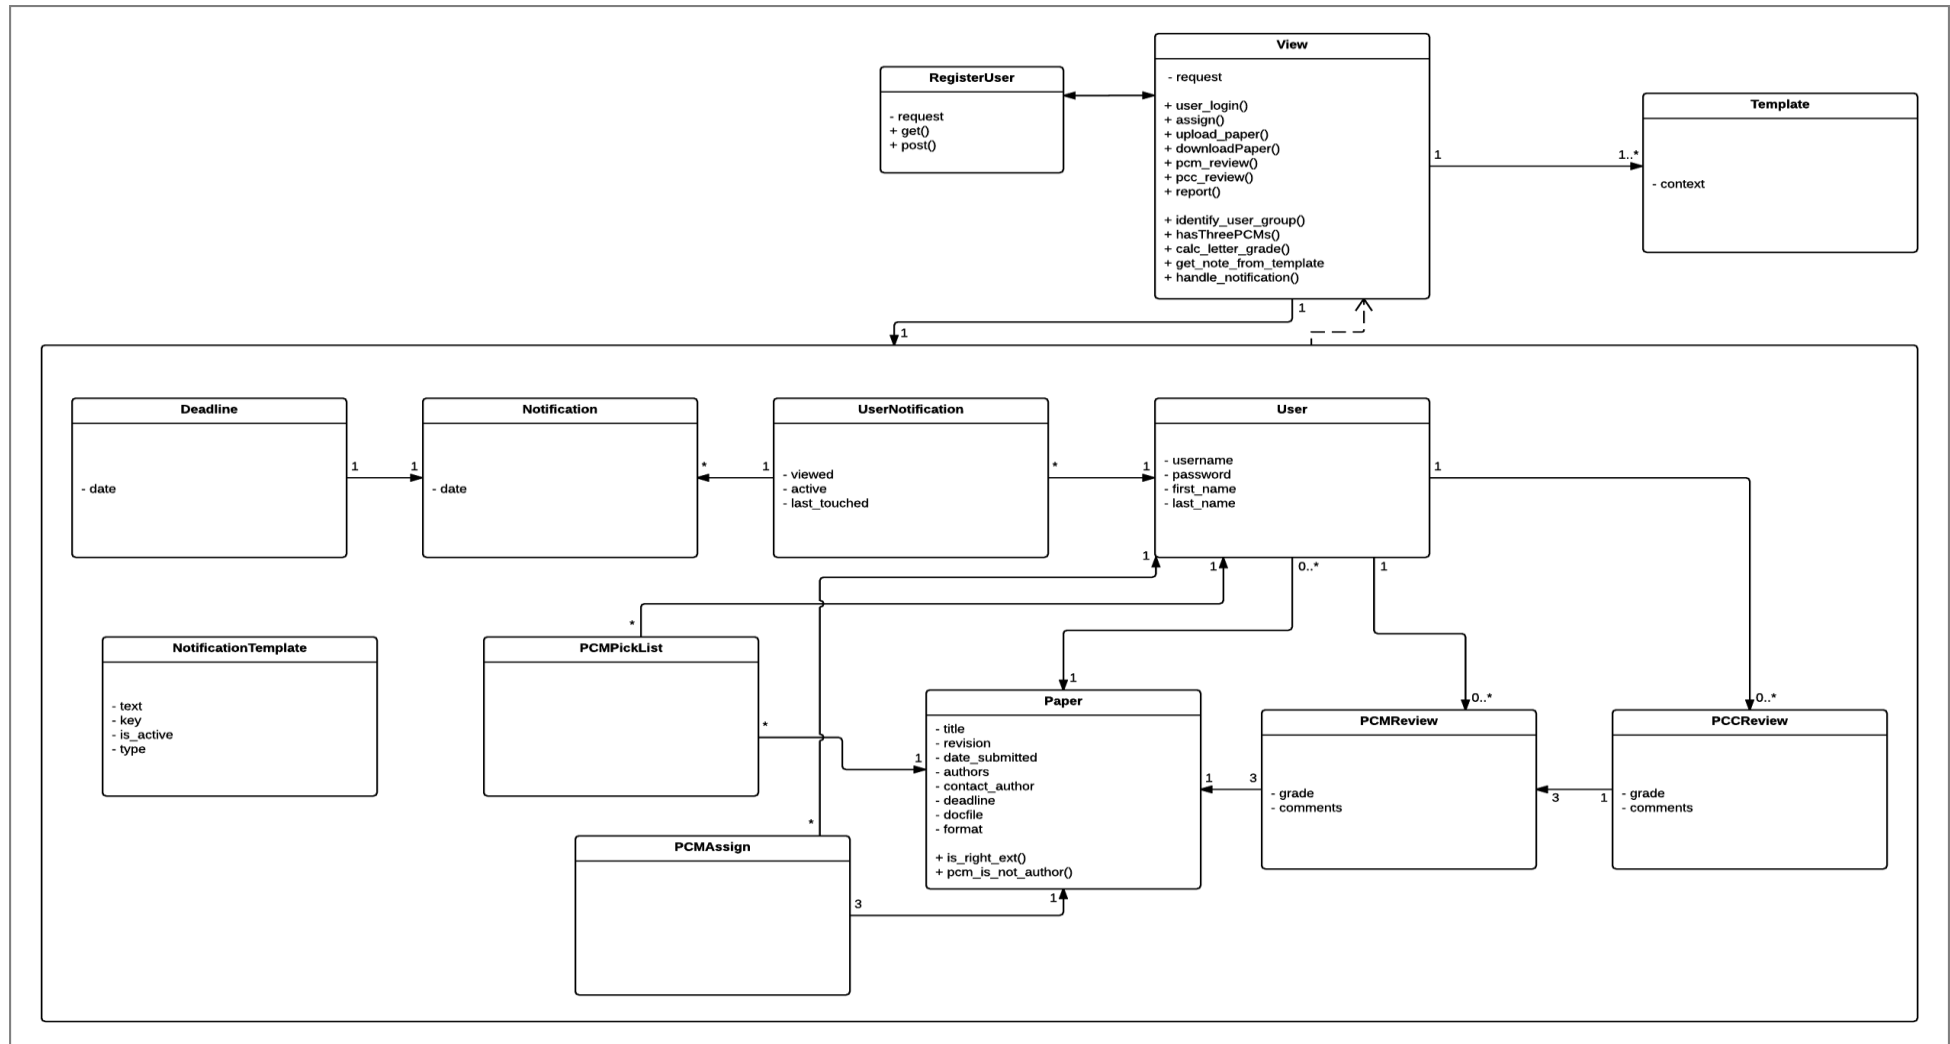 View
- request
+ user_login()
+ assign()
+ upload_paper()
+ downloadPaper()
+ pcm_review()
+ pcc_review()
+ report()
+ identify_user_group()
+ hasThreePCMs()
+ calc_letter_grade()
+ get_note_from_template
+ handle_notification()
RegisterUser
- request
+ get()
+ post()
Template
- context
1
1..*
1
1
Deadline
- date
1
1
Notification
- date
*
1
UserNotification
- viewed
- active
- last_touched
*
1
User
- username
- password
- first_name
- last_name
1
1
1
0..*
1
NotificationTemplate
- text
- key
- is_active
- type
*
PCMPickList
*
1
1
Paper
- title
- revision
- date_submitted
- authors
- contact_author
- deadline
- docfile
- format
+ is_right_ext()
+ pcm_is_not_author()
0..*
PCMReview
- grade
- comments
1
3
0..*
PCCReview
- grade
- comments
3
1
*
PCMAssign
3
1